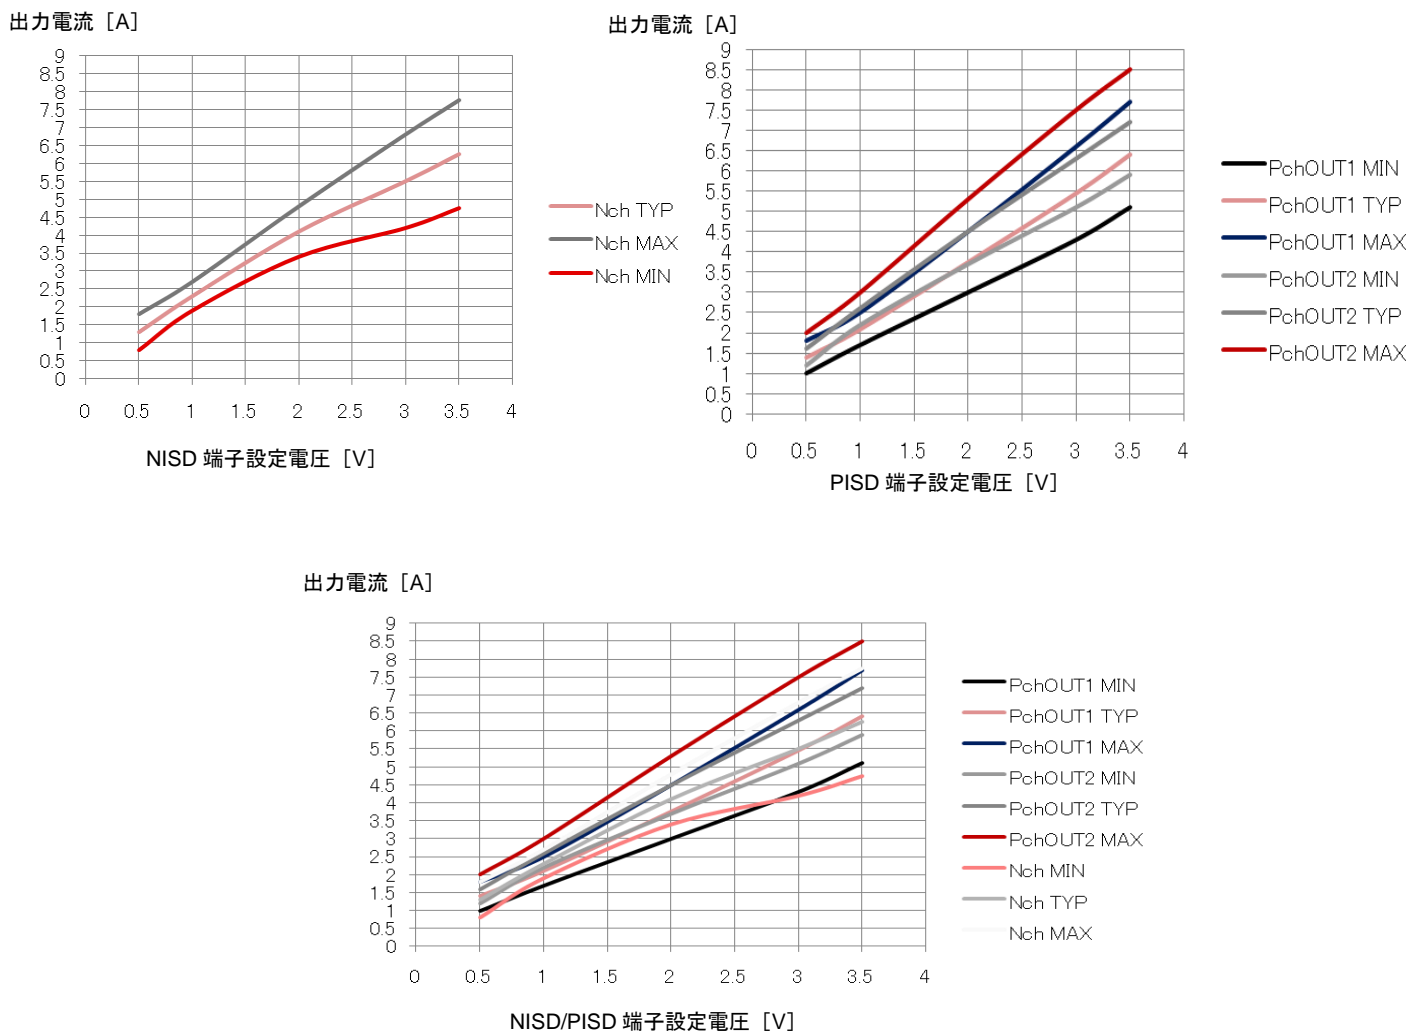 出力電流［A］
9
8.5
8
7.5
7
6.5
6
5.5
5
4.5
4
3.5
3
2.5
2
1.5
1
0.5
0
0 0.5 1 1.5 2 2.5 3 3.5 4
NISD 端子設定電圧［V］
Nch TYP
Nch MAX
Nch MIN
出力電流［A］
9
8.5
8
7.5
7
6.5
6
5.5
5
4.5
4
3.5
3
2.5
2
1.5
1
0.5
0
0 0.5 1 1.5 2 2.5 3 3.5 4
PISD 端子設定電圧［V］
PchOUT1 MIN
PchOUT1 TYP
PchOUT1 MAX
PchOUT2 MIN
PchOUT2 TYP
PchOUT2 MAX
出力電流［A］
9
8.5
8
7.5
7
6.5
6
5.5
5
4.5
4
3.5
3
2.5
2
1.5
1
0.5
0
0 0.5 1 1.5 2 2.5 3 3.5 4
NISD/PISD 端子設定電圧［V］
PchOUT1 MIN
PchOUT1 TYP
PchOUT1 MAX
PchOUT2 MIN
PchOUT2 TYP
PchOUT2 MAX
Nch MIN
Nch TYP
Nch MAX